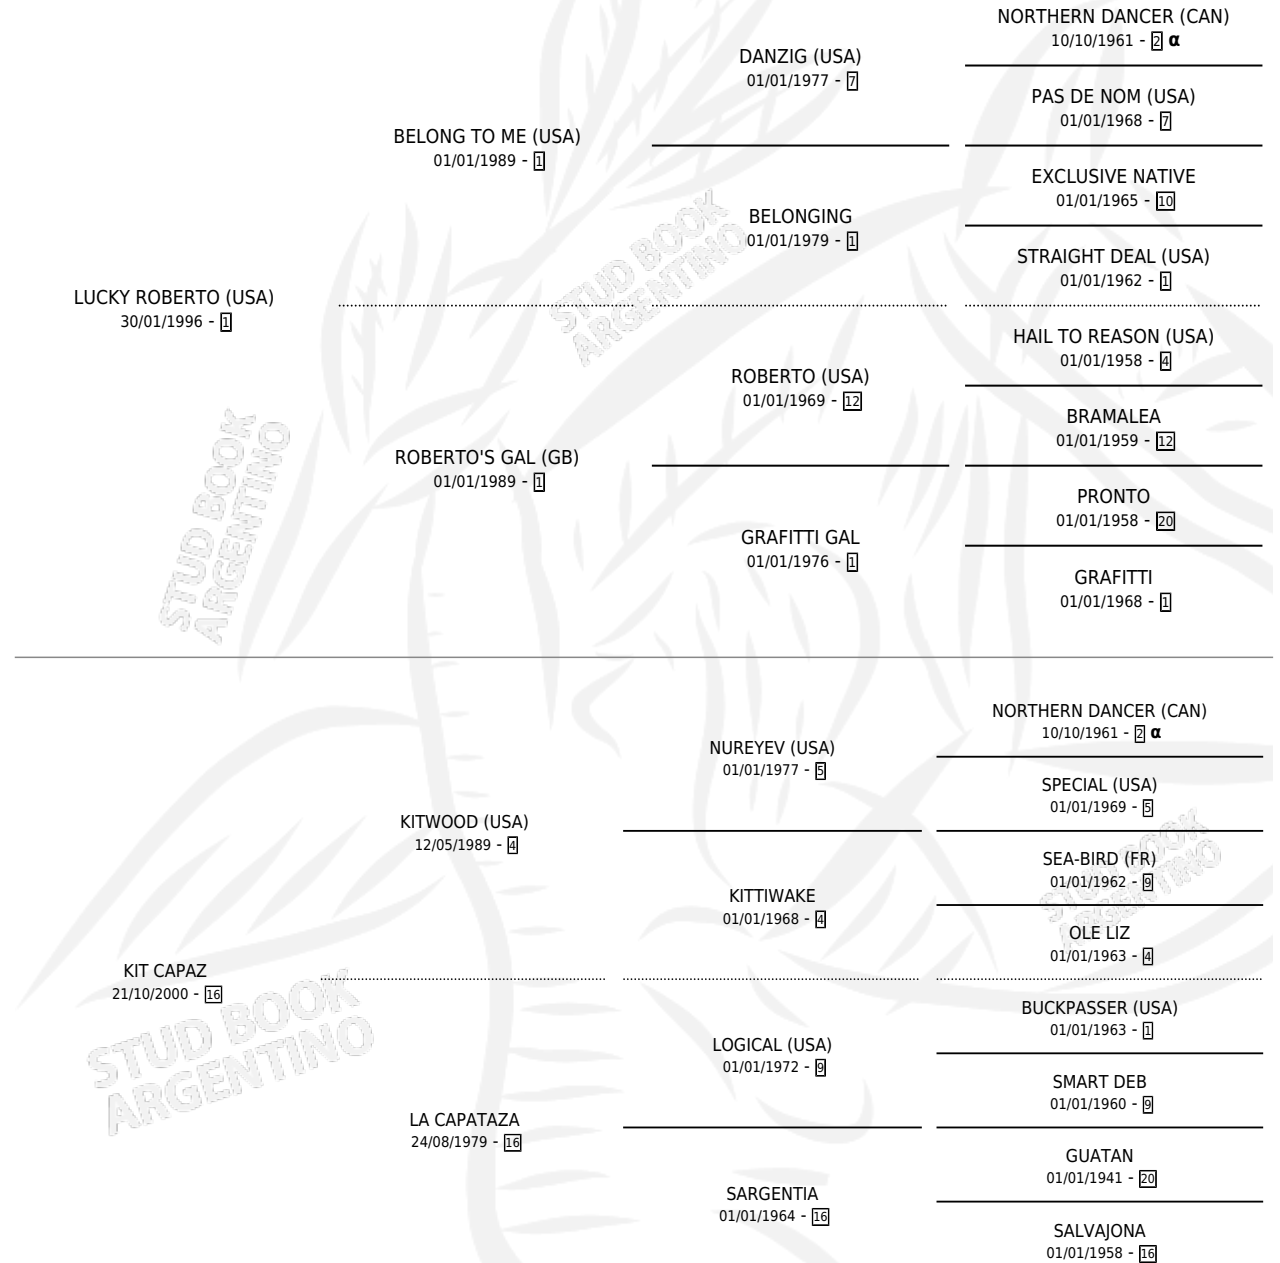 NORTHERN DANCER (CAN)
10/10/1961 - 2 α
DANZIG (USA)
01/01/1977 - 7
PAS DE NOM (USA)
01/01/1968 - 7
BELONG TO ME (USA)
01/01/1989 - 1
EXCLUSIVE NATIVE
01/01/1965 - 10
BELONGING
01/01/1979 - 1
STRAIGHT DEAL (USA)
01/01/1962 - 1
LUCKY ROBERTO (USA)
30/01/1996 - 1
HAIL TO REASON (USA)
01/01/1958 - 4
ROBERTO (USA)
01/01/1969 - 12
BRAMALEA
01/01/1959 - 12
ROBERTO'S GAL (GB)
01/01/1989 - 1
PRONTO
01/01/1958 - 20
GRAFITTI GAL
01/01/1976 - 1
GRAFITTI
01/01/1968 - 1
NORTHERN DANCER (CAN)
10/10/1961 - 2 α
NUREYEV (USA)
01/01/1977 - 5
SPECIAL (USA)
01/01/1969 - 5
KITWOOD (USA)
12/05/1989 - 4
SEA-BIRD (FR)
01/01/1962 - 9
KITTIWAKE
01/01/1968 - 4
OLE LIZ
01/01/1963 - 4
KIT CAPAZ
21/10/2000 - 16
BUCKPASSER (USA)
01/01/1963 - 1
LOGICAL (USA)
01/01/1972 - 9
SMART DEB
01/01/1960 - 9
LA CAPATAZA
24/08/1979 - 16
GUATAN
01/01/1941 - 20
SARGENTIA
01/01/1964 - 16
SALVAJONA
01/01/1958 - 16
STUD BOOK
ARGENTINO
STUD BOOK
ARGENTINO
STUD BOOK
ARGENTINO
STUD BOOK
ARGENTINO